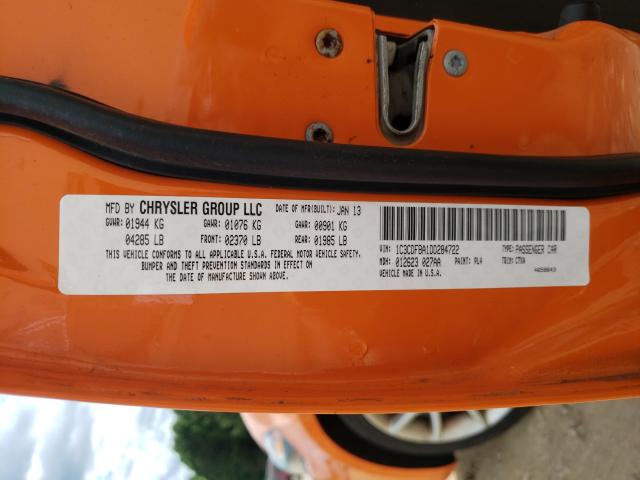 MFD BY CHRYSLER GROUP LLC DATE OF MFR(BUILT): JAN 13
GVWR: 01944 KG GAWR: 01076 KG GAWR: 00901 KG
04285 LB FRONT: 02370 LB REAR: 01985 LB
THIS VEHICLE CONFORMS TO ALL APPLICABLE U.S.A. FEDERAL MOTOR VEHICLE SAFETY,
BUMPER AND THEFT PREVENTION STANDARDS IN EFFECT ON
THE DATE OF MANUFACTURE SHOWN ABOVE.
VIN: 1C3CDFBA1DD284722 TYPE: PASSENGER CAR
MDH: 012623 027AA PAINT: PL4 TRIM: CTXA
VEHICLE MADE IN U.S.A.